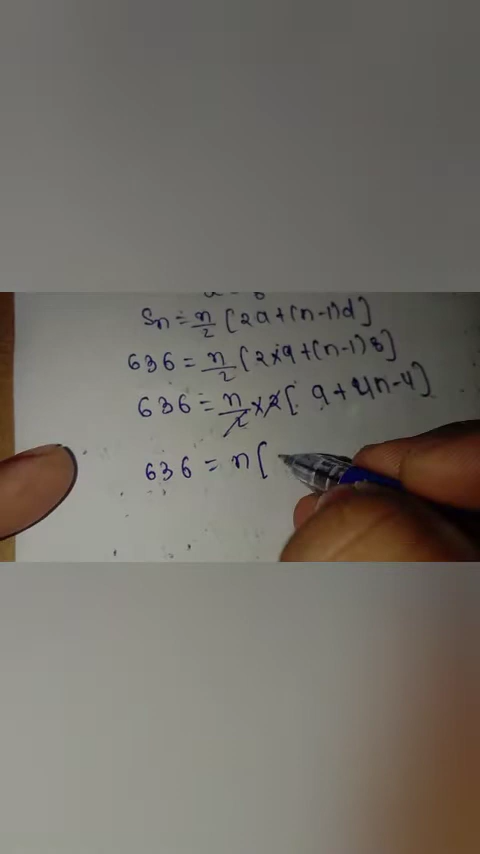 Sn = n/2 [2a+(n-1)d]
636 = n/2 [2×9+(n-1)8]
636 = n/2 ×2 [9+4n-4]
636 = n[